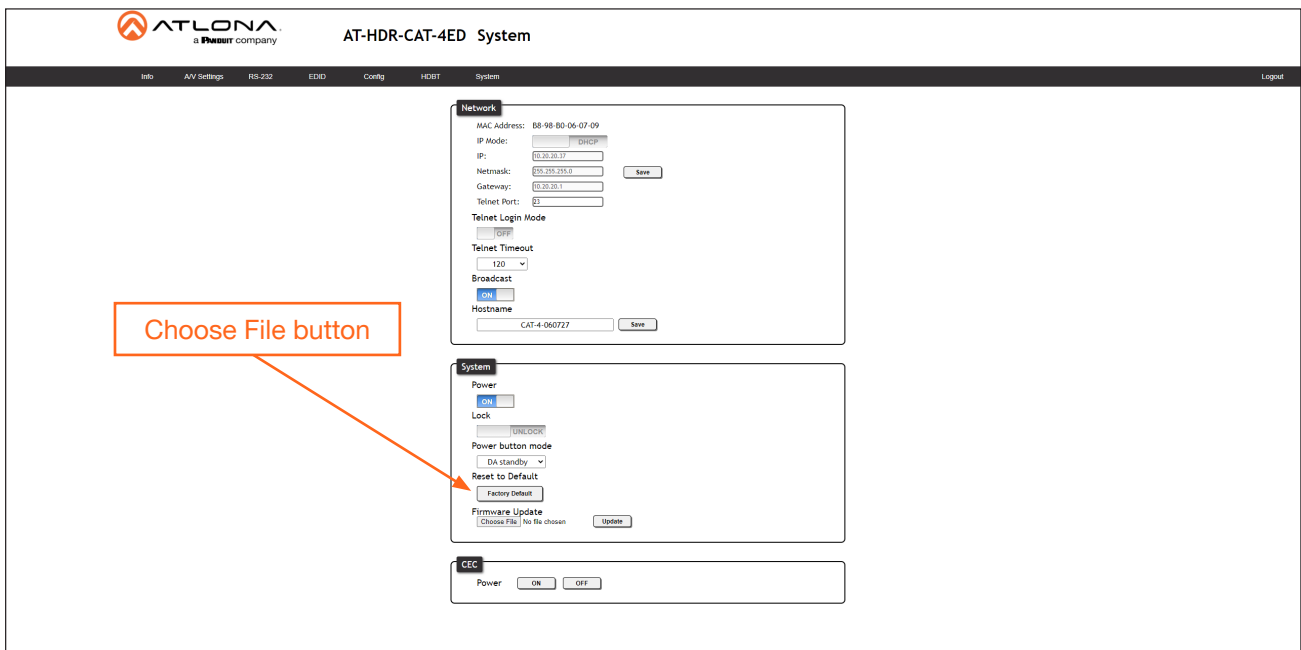 ATLONA.
a PANDUIT company
AT-HDR-CAT-4ED System
Info A/V Settings RS-232 EDID Config HDBT System Logout
Network
MAC Address: B8-98-B0-06-07-09
IP Mode: DHCP
IP: 10.20.20.37
Netmask: 255.255.255.0 Save
Gateway: 10.20.20.1
Telnet Port: 23
Telnet Login Mode
OFF
Telnet Timeout
120
Broadcast
ON
Hostname
CAT-4-060727 Save
Choose File button
System
Power
ON
Lock
UNLOCK
Power button mode
DA standby
Reset to Default
Factory Default
Firmware Update
Choose File No file chosen Update
CEC
Power ON OFF